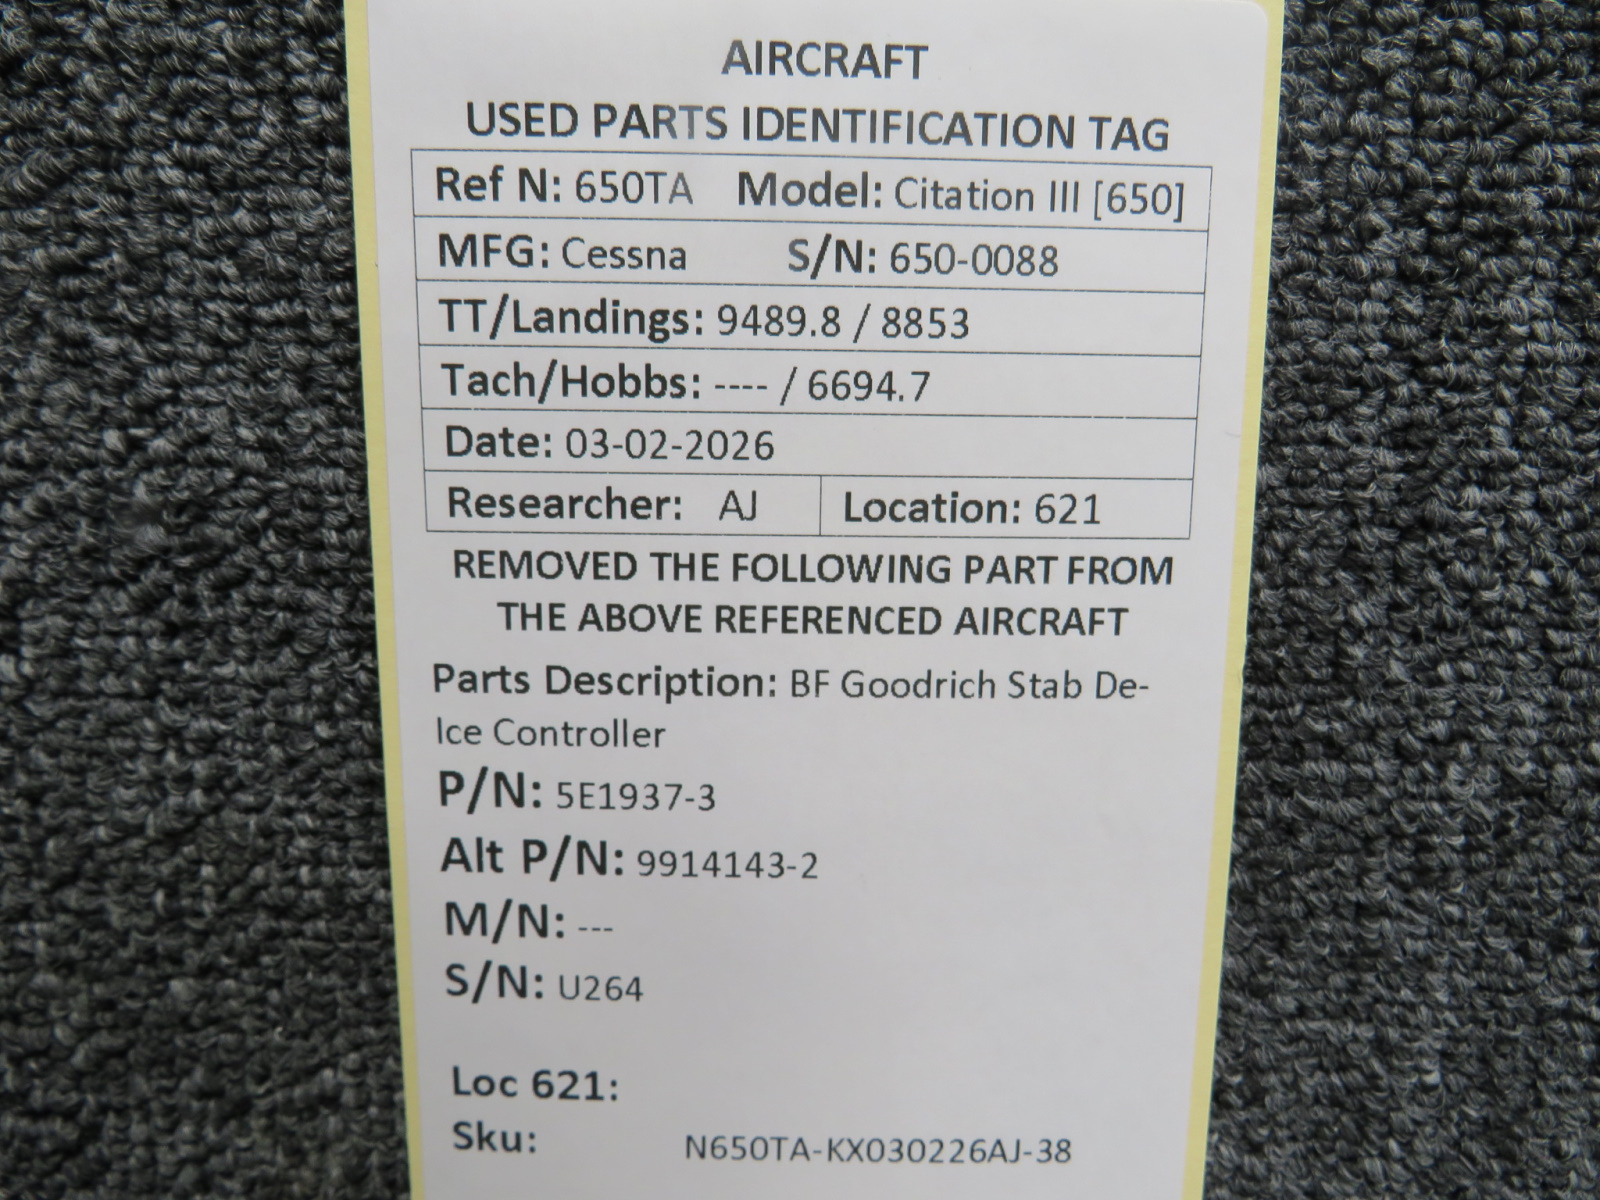 AIRCRAFT
USED PARTS IDENTIFICATION TAG
Ref N: 650TA Model: Citation III [650]
MFG: Cessna S/N: 650-0088
TT/Landings: 9489.8 / 8853
Tach/Hobbs: ---- / 6694.7
Date: 03-02-2026
Researcher: AJ Location: 621
REMOVED THE FOLLOWING PART FROM
THE ABOVE REFERENCED AIRCRAFT
Parts Description: BF Goodrich Stab De-
Ice Controller
P/N: 5E1937-3
Alt P/N: 9914143-2
M/N: ---
S/N: U264
Loc 621:
Sku: N650TA-KX030226AJ-38